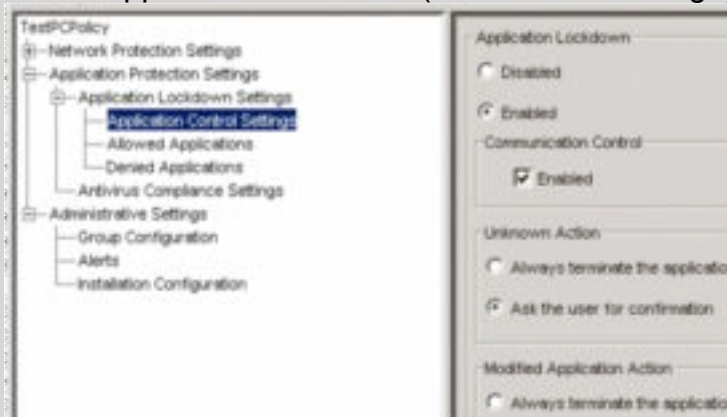 TestPCPolicy
Network Protection Settings
Application Protection Settings
Application Lockdown Settings
Application Control Settings
Allowed Applications
Denied Applications
Antivirus Compliance Settings
Administrative Settings
Group Configuration
Alerts
Installation Configuration
Application Lockdown
Disabled
Enabled
Communication Control
Enabled
Unknown Action
Always terminate the applicatio
Ask the user for confirmation
Modified Application Action
Always terminate the applicatio